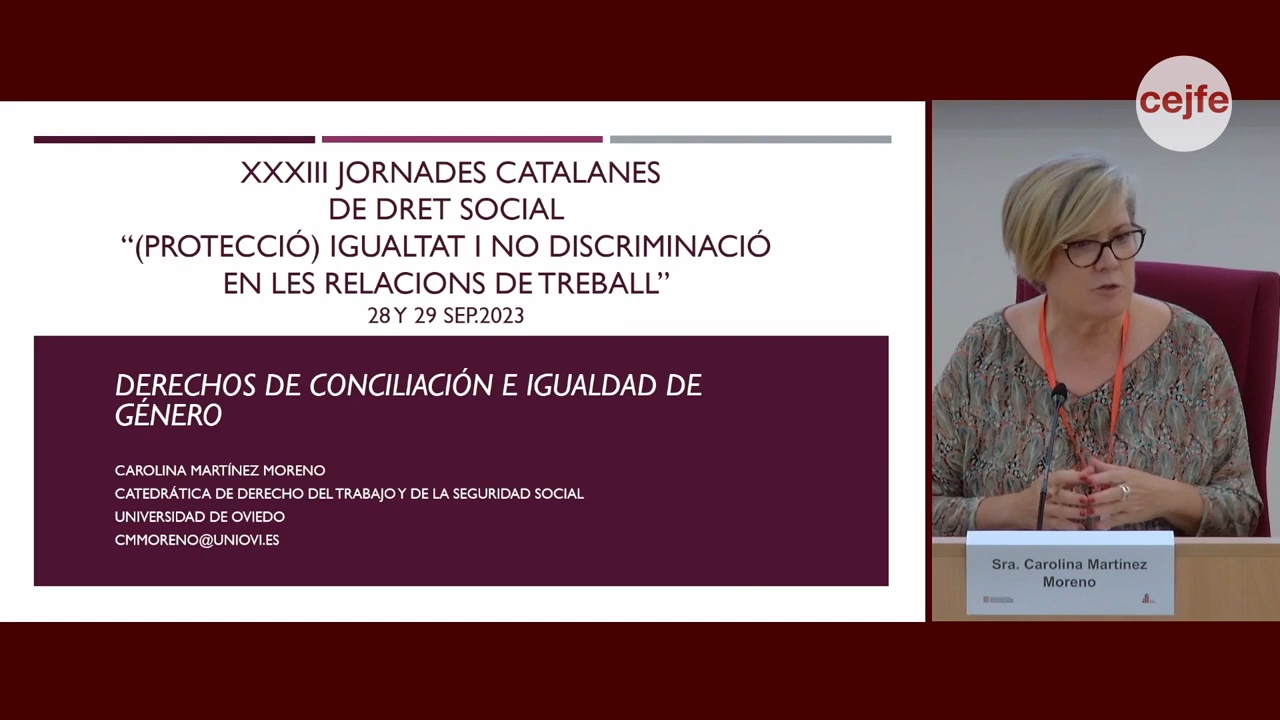 cejfe
XXXIII JORNADES CATALANES
DE DRET SOCIAL
“(PROTECCIÓ) IGUALTAT I NO DISCRIMINACIÓ
EN LES RELACIONS DE TREBALL”
28 Y 29 SEP.2023
DERECHOS DE CONCILIACIÓN E IGUALDAD DE
GÉNERO
CAROLINA MARTÍNEZ MORENO
CATEDRÁTICA DE DERECHO DEL TRABAJO Y DE LA SEGURIDAD SOCIAL
UNIVERSIDAD DE OVIEDO
CMMORENO@UNIOVI.ES
Sra. Carolina Martínez
Moreno